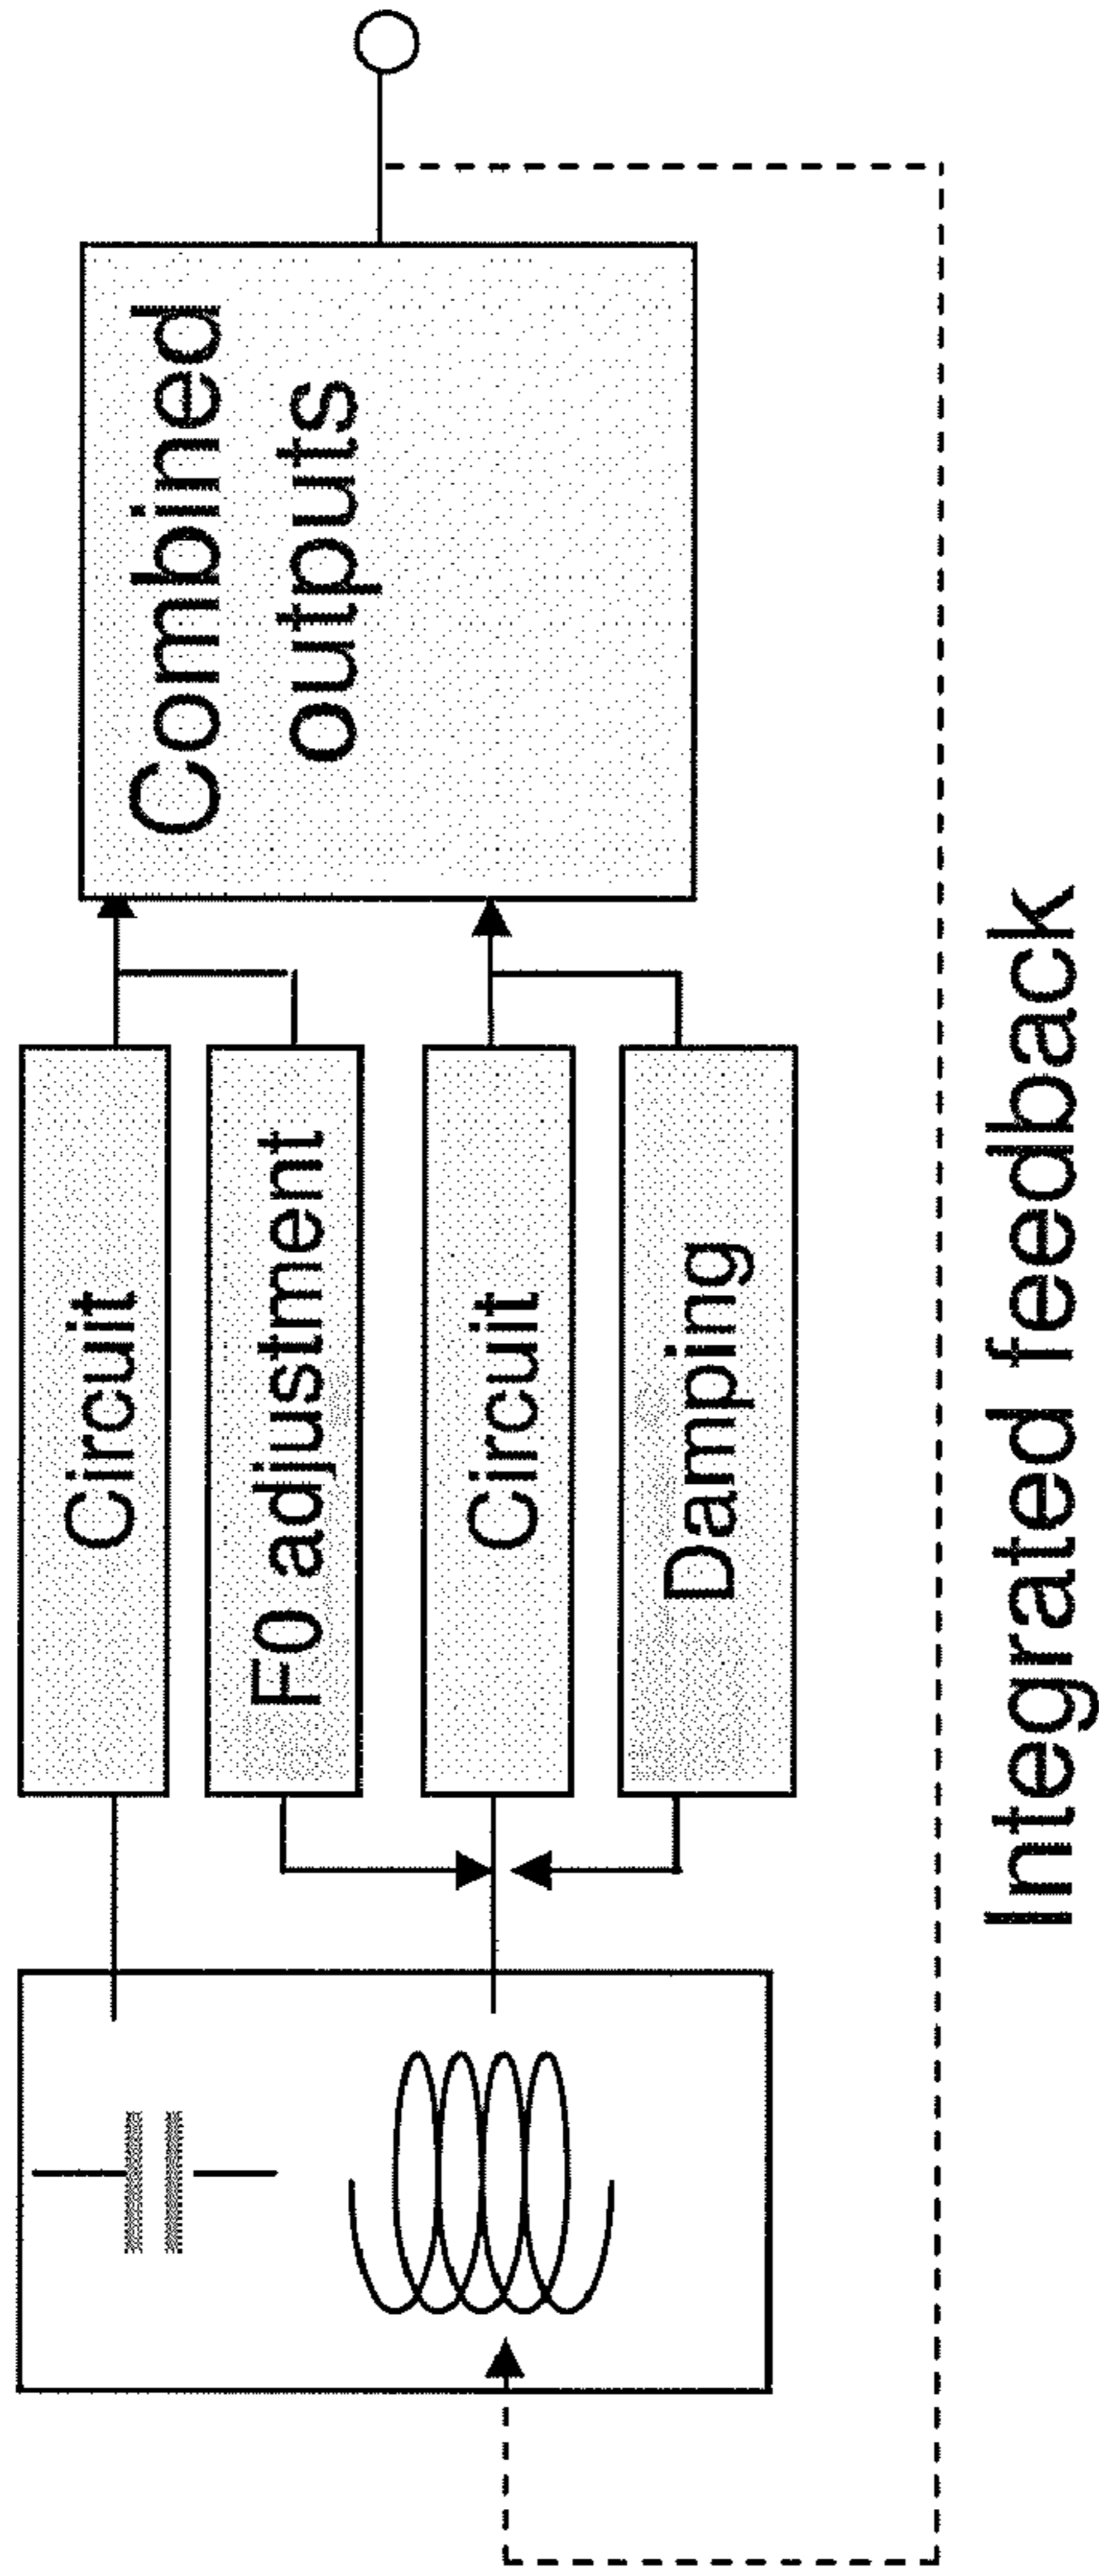 Circuit
F0 adjustment
Circuit
Damping
Combined
outputs
Integrated feedback